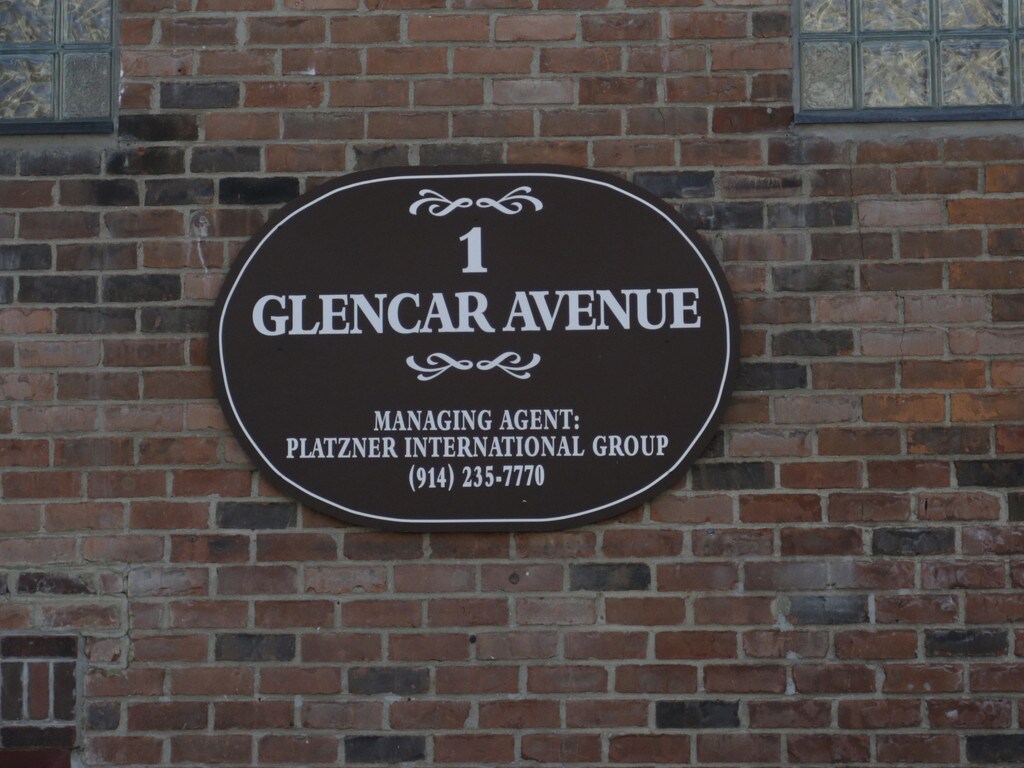 1
GLENCAR AVENUE
MANAGING AGENT:
PLATZNER INTERNATIONAL GROUP
(914) 235-7770